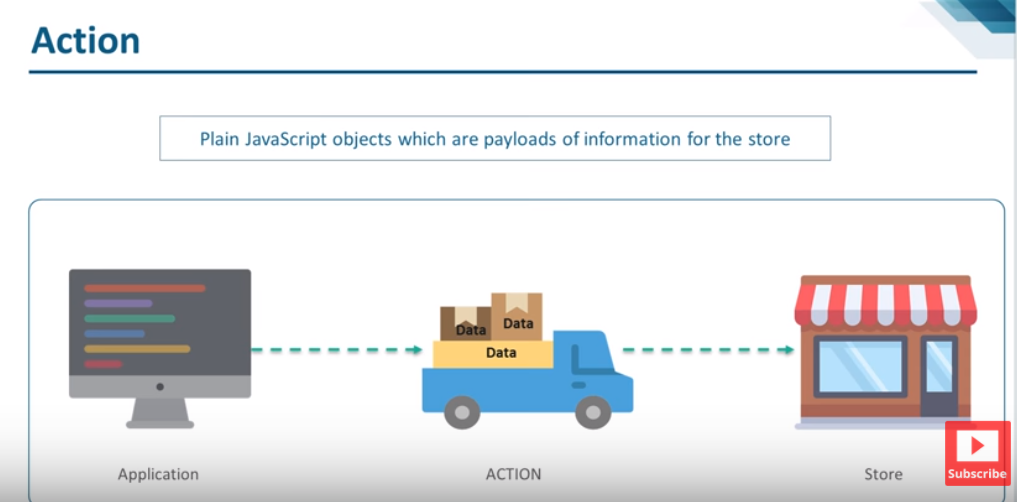 Action
Plain JavaScript objects which are payloads of information for the store
Data
Data
Data
Application
ACTION
Store
Subscribe